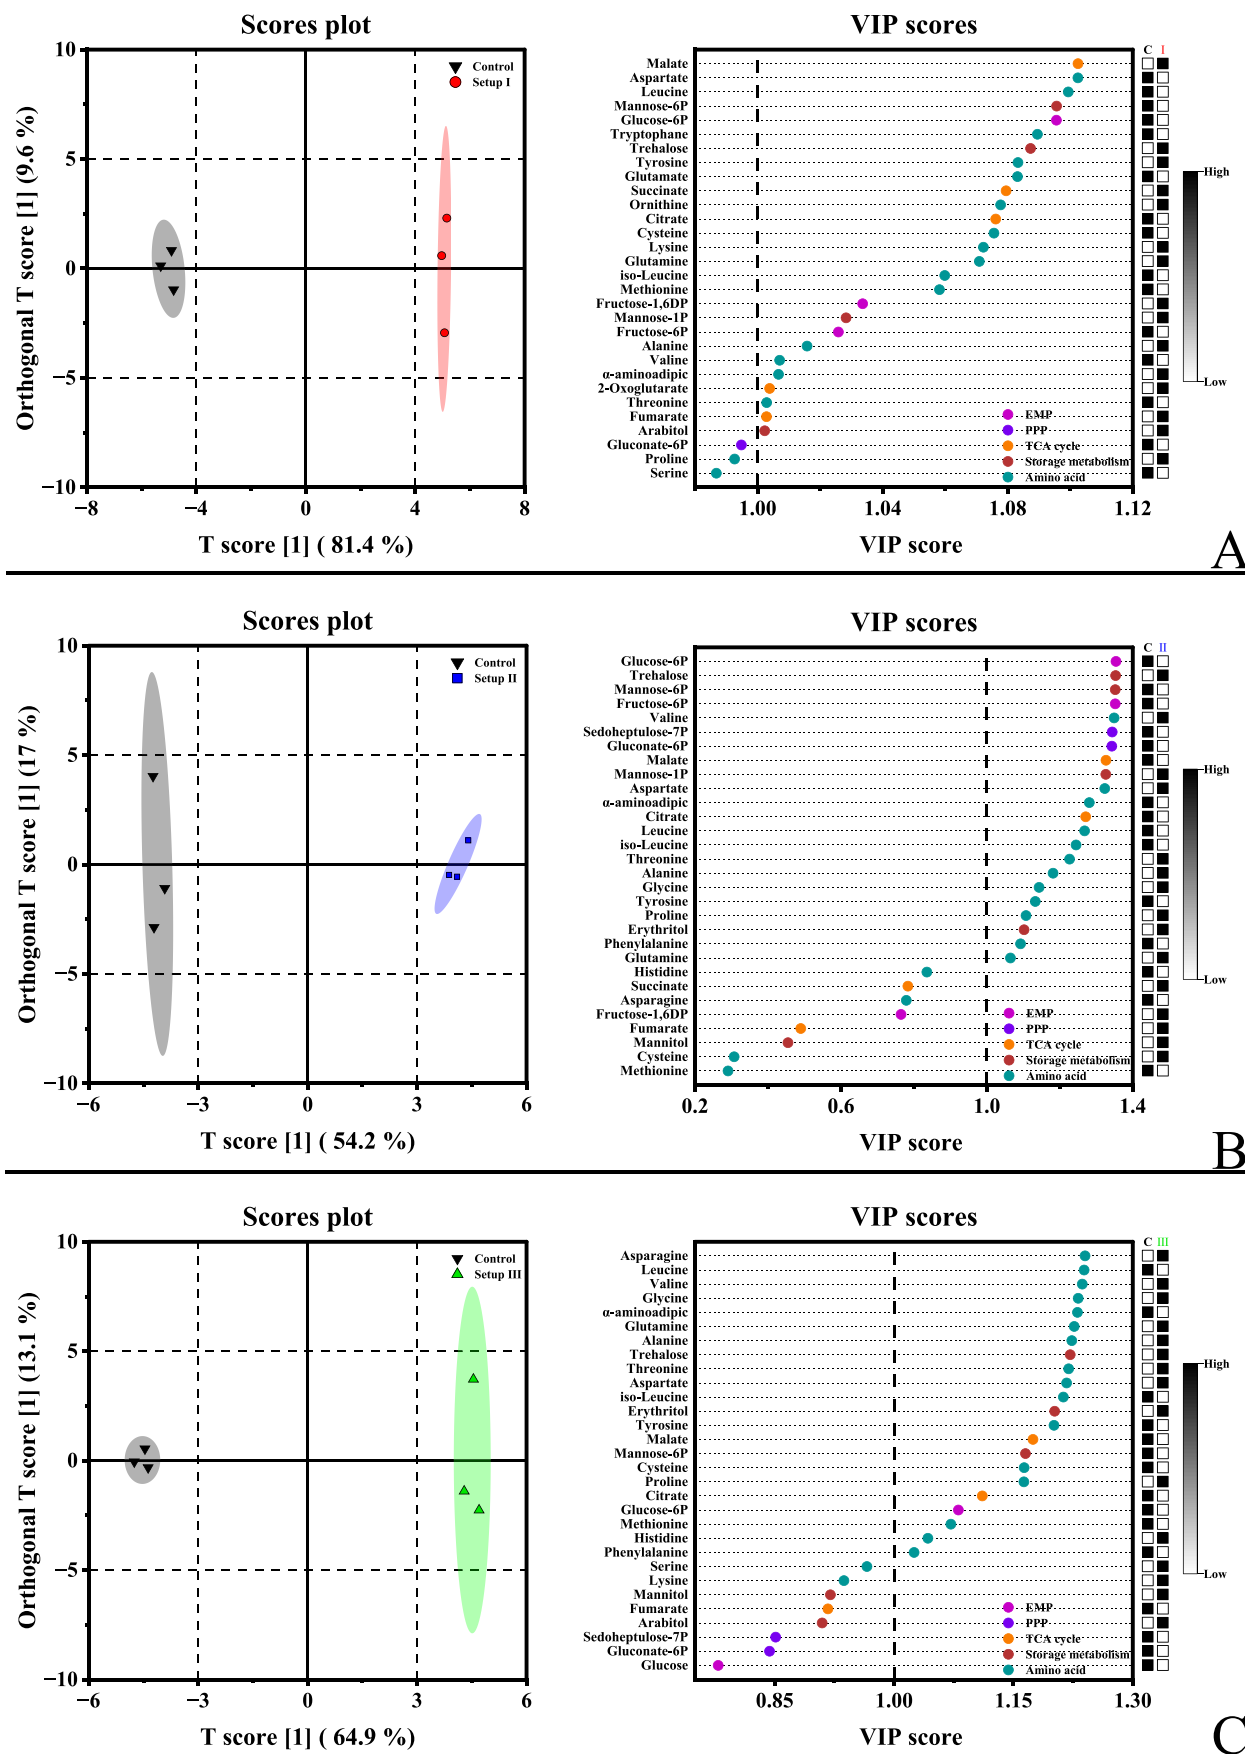 Scores plot
10
5
0
−5
−10
−8
−4
0
4
8
Orthogonal T score [1] (9.6 %)
T score [1] ( 81.4 %)
Control
Setup I
VIP scores
C I
Malate
Aspartate
Leucine
Mannose-6P
Glucose-6P
Tryptophane
Trehalose
Tyrosine
Glutamate
Succinate
Ornithine
Citrate
Cysteine
Lysine
Glutamine
iso-Leucine
Methionine
Fructose-1,6DP
Mannose-1P
Fructose-6P
Alanine
Valine
α-aminoadipic
2-Oxoglutarate
Threonine
Fumarate
Arabitol
Gluconate-6P
Proline
Serine
EMP
PPP
TCA cycle
Storage metabolism
Amino acid
1.00
1.04
1.08
1.12
VIP score
High
Low
A
Scores plot
10
5
0
−5
−10
−6
−3
0
3
6
Orthogonal T score [1] (17 %)
T score [1] ( 54.2 %)
Control
Setup II
VIP scores
C II
Glucose-6P
Trehalose
Mannose-6P
Fructose-6P
Valine
Sedoheptulose-7P
Gluconate-6P
Malate
Mannose-1P
Aspartate
α-aminoadipic
Citrate
Leucine
iso-Leucine
Threonine
Alanine
Glycine
Tyrosine
Proline
Erythritol
Phenylalanine
Glutamine
Histidine
Succinate
Asparagine
Fructose-1,6DP
Fumarate
Mannitol
Cysteine
Methionine
EMP
PPP
TCA cycle
Storage metabolism
Amino acid
0.2
0.6
1.0
1.4
VIP score
High
Low
B
Scores plot
10
5
0
−5
−10
−6
−3
0
3
6
Orthogonal T score [1] (13.1 %)
T score [1] ( 64.9 %)
Control
Setup III
VIP scores
C III
Asparagine
Leucine
Valine
Glycine
α-aminoadipic
Glutamine
Alanine
Trehalose
Threonine
Aspartate
iso-Leucine
Erythritol
Tyrosine
Malate
Mannose-6P
Cysteine
Proline
Citrate
Glucose-6P
Methionine
Histidine
Phenylalanine
Serine
Lysine
Mannitol
Fumarate
Arabitol
Sedoheptulose-7P
Gluconate-6P
Glucose
EMP
PPP
TCA cycle
Storage metabolism
Amino acid
0.85
1.00
1.15
1.30
VIP score
High
Low
C